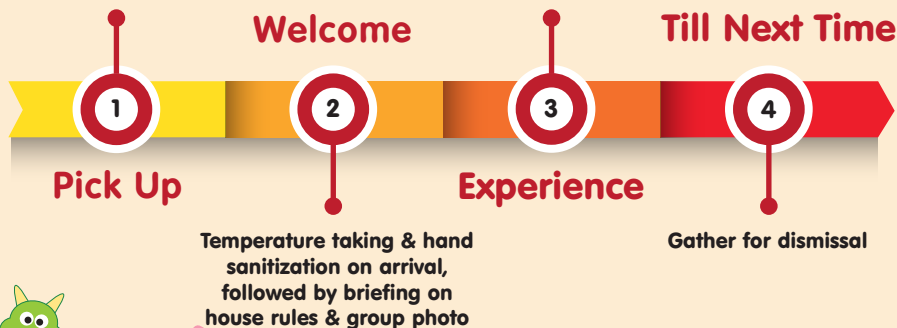 Welcome
Till Next Time
1
2
3
4
Pick Up
Experience
Temperature taking & hand
sanitization on arrival,
followed by briefing on
house rules & group photo
Gather for dismissal